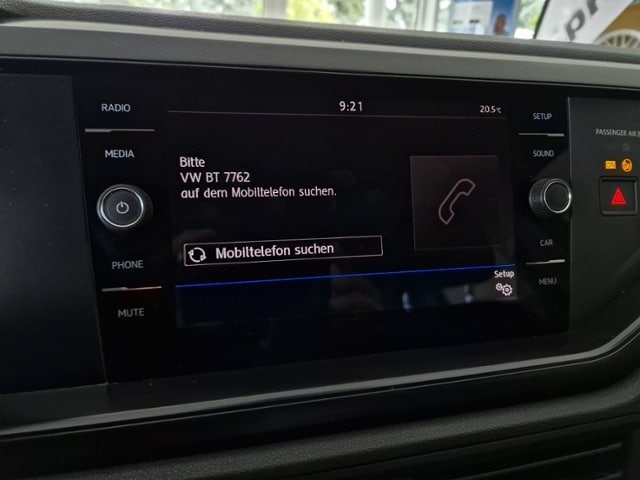 RADIO
MEDIA
PHONE
MUTE
9:21
20.5°C
Bitte
VW BT 7762
auf dem Mobiltelefon suchen.
Mobiltelefon suchen
Setup
SETUP
SOUND
CAR
MENU
PASSENGER AIR